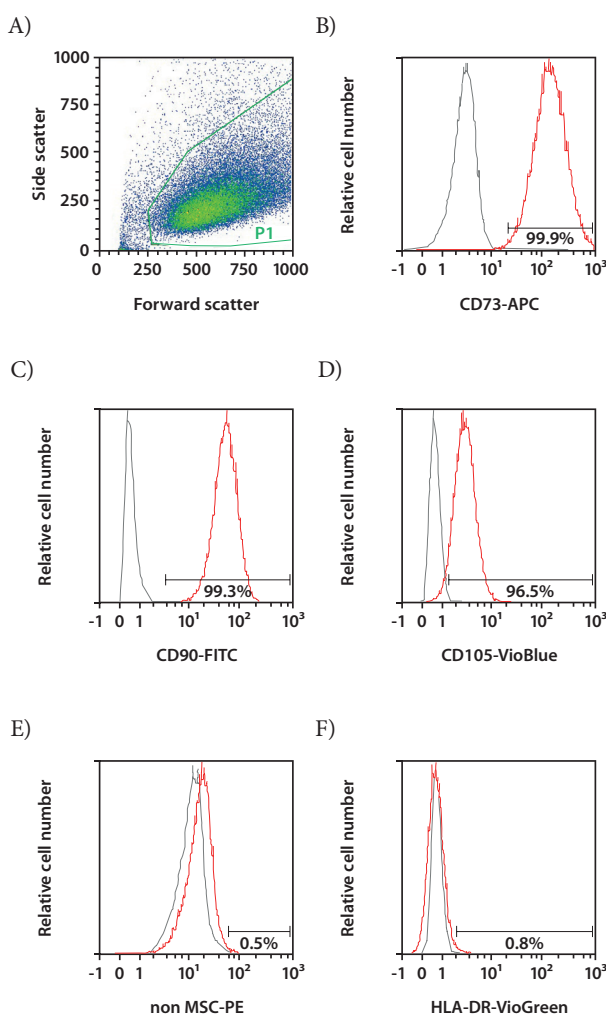 A)
1000
750
500
250
0
Side scatter
P1
0 250 500 750 1000
Forward scatter
B)
Relative cell number
99.9%
-1 0 1 10¹ 10² 10³
CD73-APC
C)
Relative cell number
99.3%
-1 0 1 10¹ 10² 10³
CD90-FITC
D)
Relative cell number
96.5%
-1 0 1 10¹ 10² 10³
CD105-VioBlue
E)
Relative cell number
0.5%
-1 0 1 10¹ 10² 10³
non MSC-PE
F)
Relative cell number
0.8%
-1 0 1 10¹ 10² 10³
HLA-DR-VioGreen